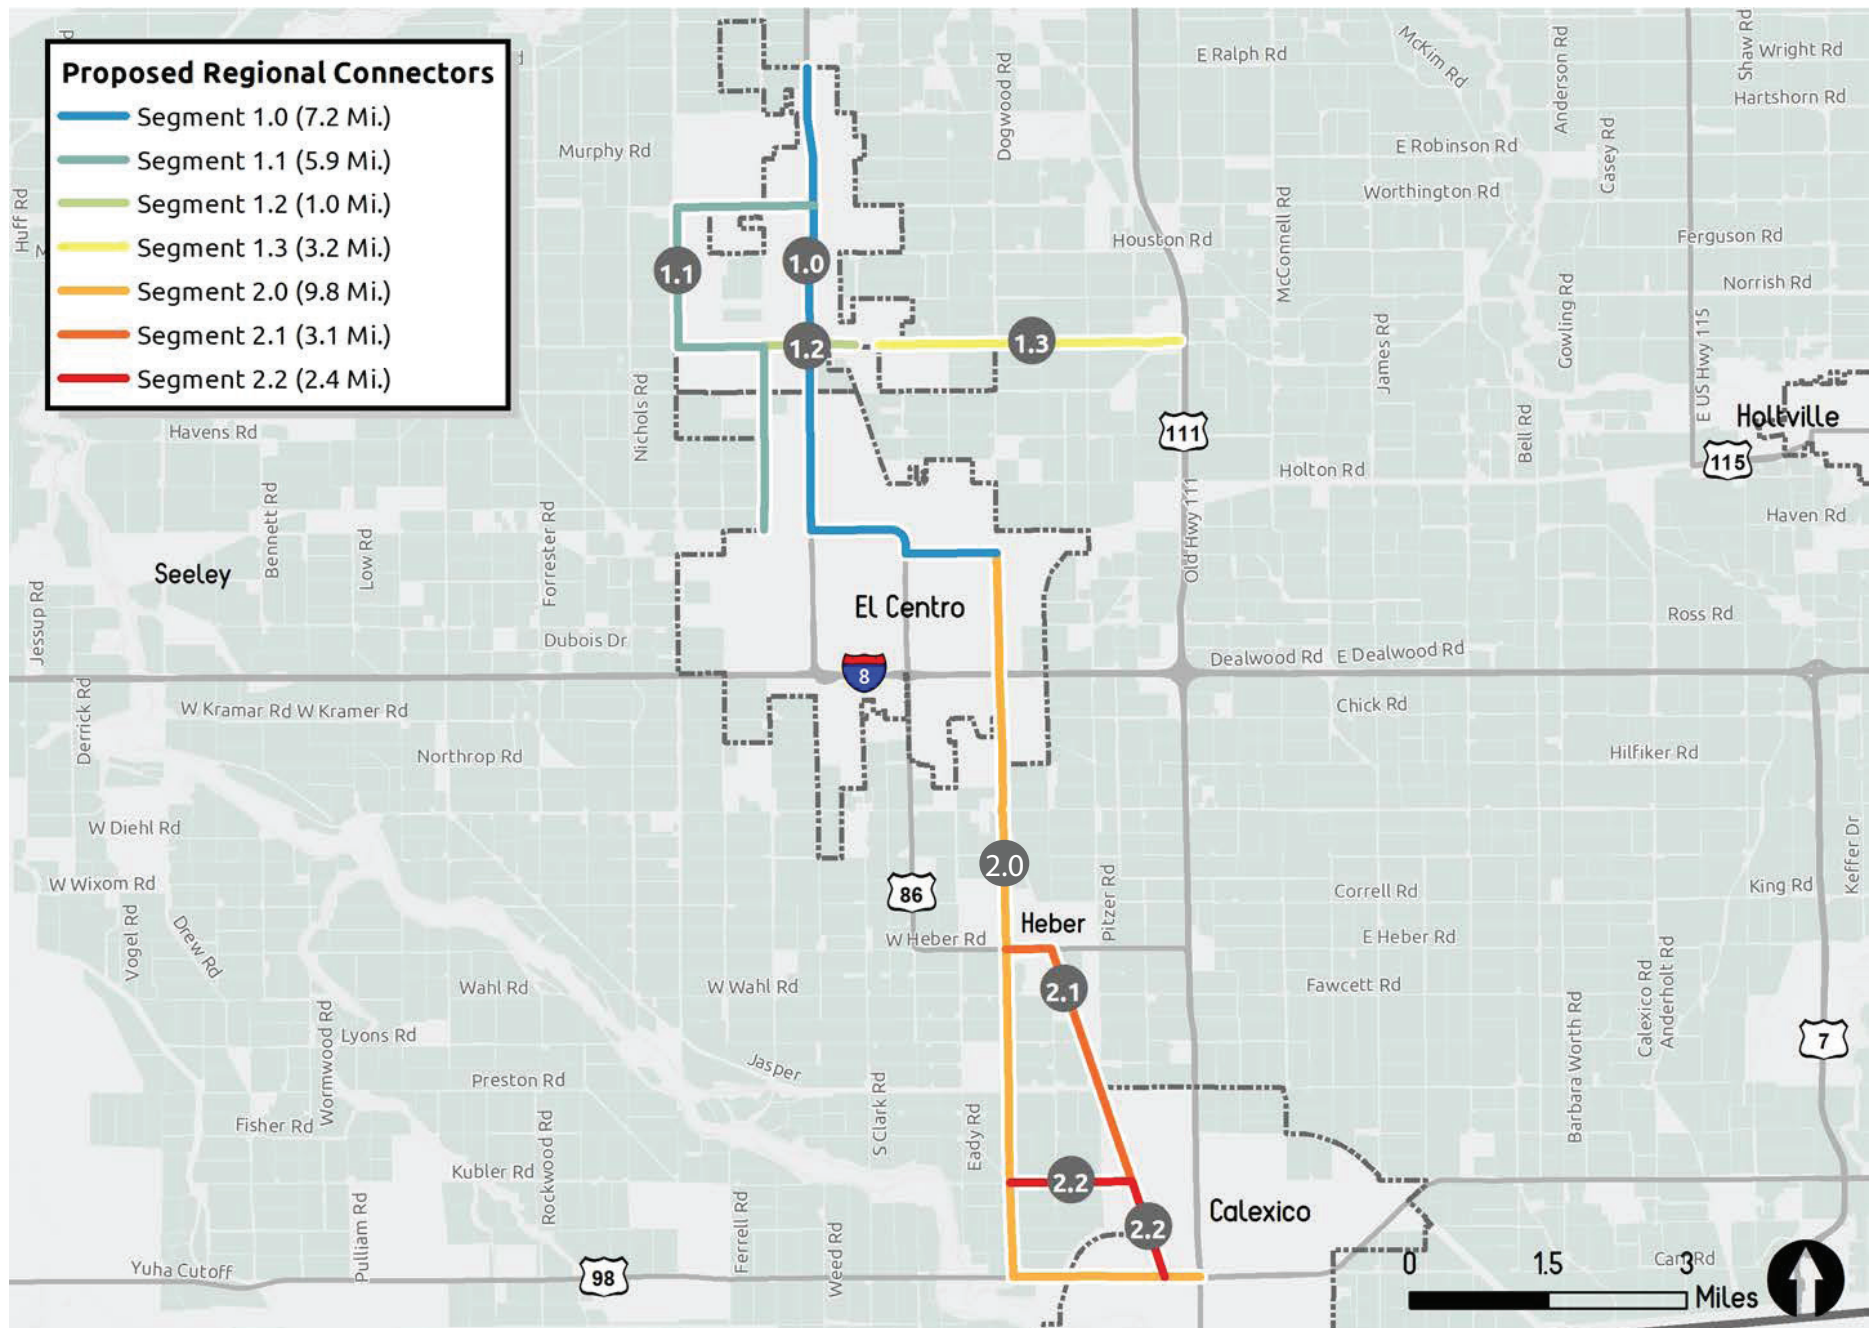 Proposed Regional Connectors
Segment 1.0 (7.2 Mi.)
Segment 1.1 (5.9 Mi.)
Segment 1.2 (1.0 Mi.)
Segment 1.3 (3.2 Mi.)
Segment 2.0 (9.8 Mi.)
Segment 2.1 (3.1 Mi.)
Segment 2.2 (2.4 Mi.)
E Ralph Rd
McKim Rd
Anderson Rd
Shaw Rd
Wright Rd
Hartshorn Rd
Dogwood Rd
Murphy Rd
E Robinson Rd
Casey Rd
Worthington Rd
Huff Rd
McConnell Rd
Houston Rd
Ferguson Rd
Norrish Rd
1.1
1.0
1.2
1.3
Gowling Rd
James Rd
E US Hwy 115
Nichols Rd
Havens Rd
111
Bell Rd
Holtville
115
Holton Rd
Haven Rd
Old Hwy 111
Bennett Rd
Low Rd
Forrester Rd
Seeley
Jessup Rd
El Centro
Ross Rd
Dubois Dr
Dealwood Rd
E Dealwood Rd
8
Derrick Rd
W Kramar Rd
W Kramer Rd
Chick Rd
Northrop Rd
Hilfiker Rd
W Diehl Rd
Keffer Dr
2.0
W Wixom Rd
86
Pitzer Rd
Correll Rd
King Rd
Vogel Rd
Drew Rd
Heber
W Heber Rd
E Heber Rd
Wahl Rd
W Wahl Rd
2.1
Fawcett Rd
Calexico Rd
Anderholt Rd
Wormwood Rd
Lyons Rd
7
Barbara Worth Rd
Jasper
Preston Rd
S Clark Rd
Eady Rd
Fisher Rd
Rockwood Rd
Kubler Rd
2.2
2.2
Calexico
Pulliam Rd
Ferrell Rd
Weed Rd
Yuha Cutoff
98
Carr Rd
0
1.5
3
Miles